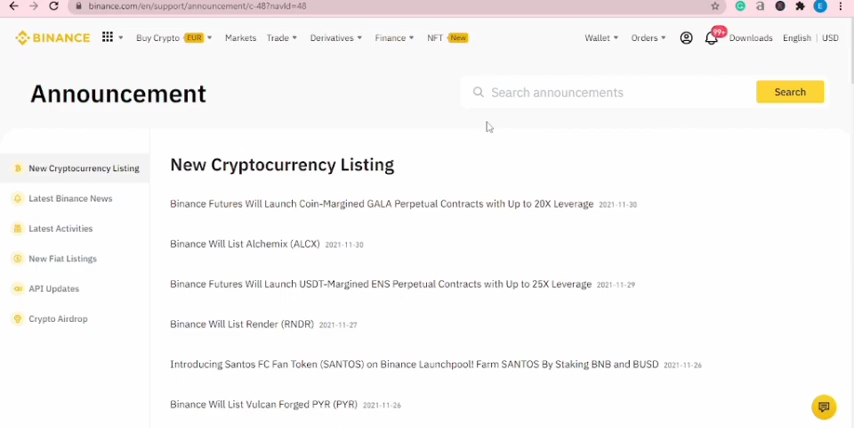 binance.com/en/support/announcement/c-48?navId=48
BINANCE Buy Crypto EUR Markets Trade Derivatives Finance NFT New Wallet Orders 99+ Downloads English USD
Announcement
Search announcements Search
New Cryptocurrency Listing
Latest Binance News
Latest Activities
New Fiat Listings
API Updates
Crypto Airdrop
New Cryptocurrency Listing
Binance Futures Will Launch Coin-Margined GALA Perpetual Contracts with Up to 20X Leverage 2021-11-30
Binance Will List Alchemix (ALCX) 2021-11-30
Binance Futures Will Launch USDT-Margined ENS Perpetual Contracts with Up to 25X Leverage 2021-11-29
Binance Will List Render (RNDR) 2021-11-27
Introducing Santos FC Fan Token (SANTOS) on Binance Launchpool! Farm SANTOS By Staking BNB and BUSD 2021-11-26
Binance Will List Vulcan Forged PYR (PYR) 2021-11-26